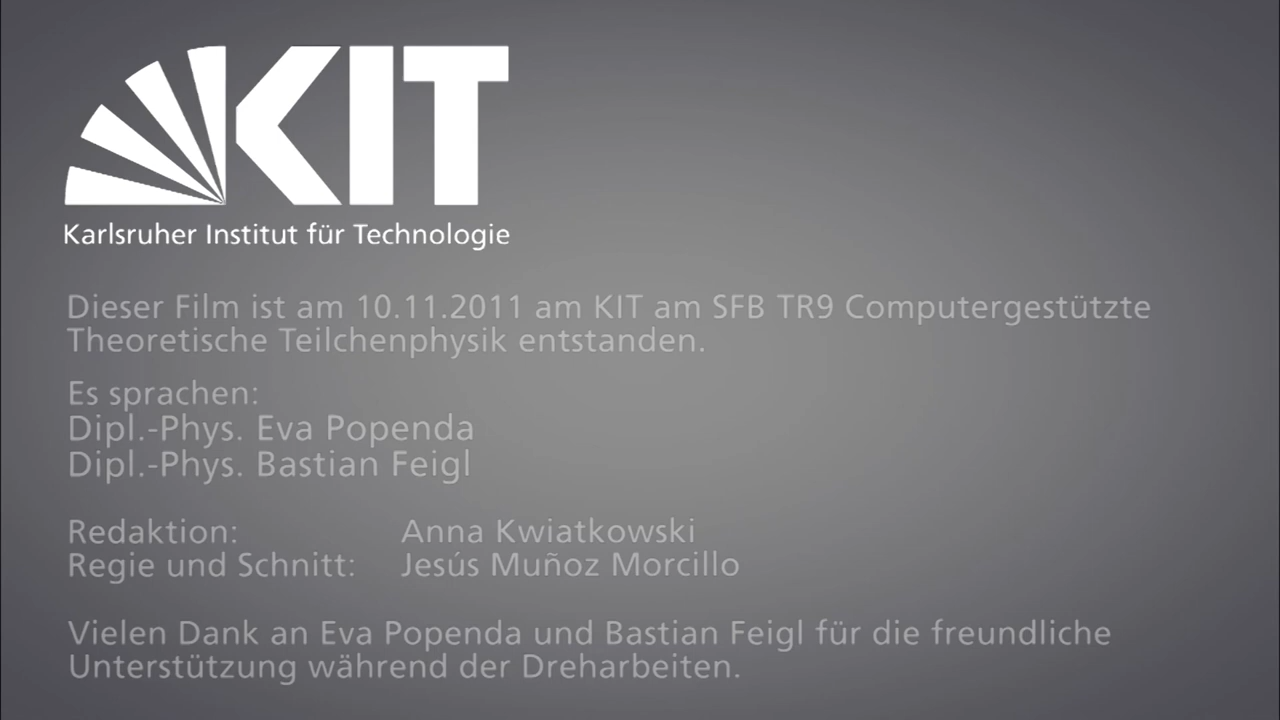 KIT
Karlsruher Institut für Technologie
Dieser Film ist am 10.11.2011 am KIT am SFB TR9 Computergestützte
Theoretische Teilchenphysik entstanden.
Es sprachen:
Dipl.-Phys. Eva Popenda
Dipl.-Phys. Bastian Feigl
Redaktion: Anna Kwiatkowski
Regie und Schnitt: Jesús Muñoz Morcillo
Vielen Dank an Eva Popenda und Bastian Feigl für die freundliche
Unterstützung während der Dreharbeiten.